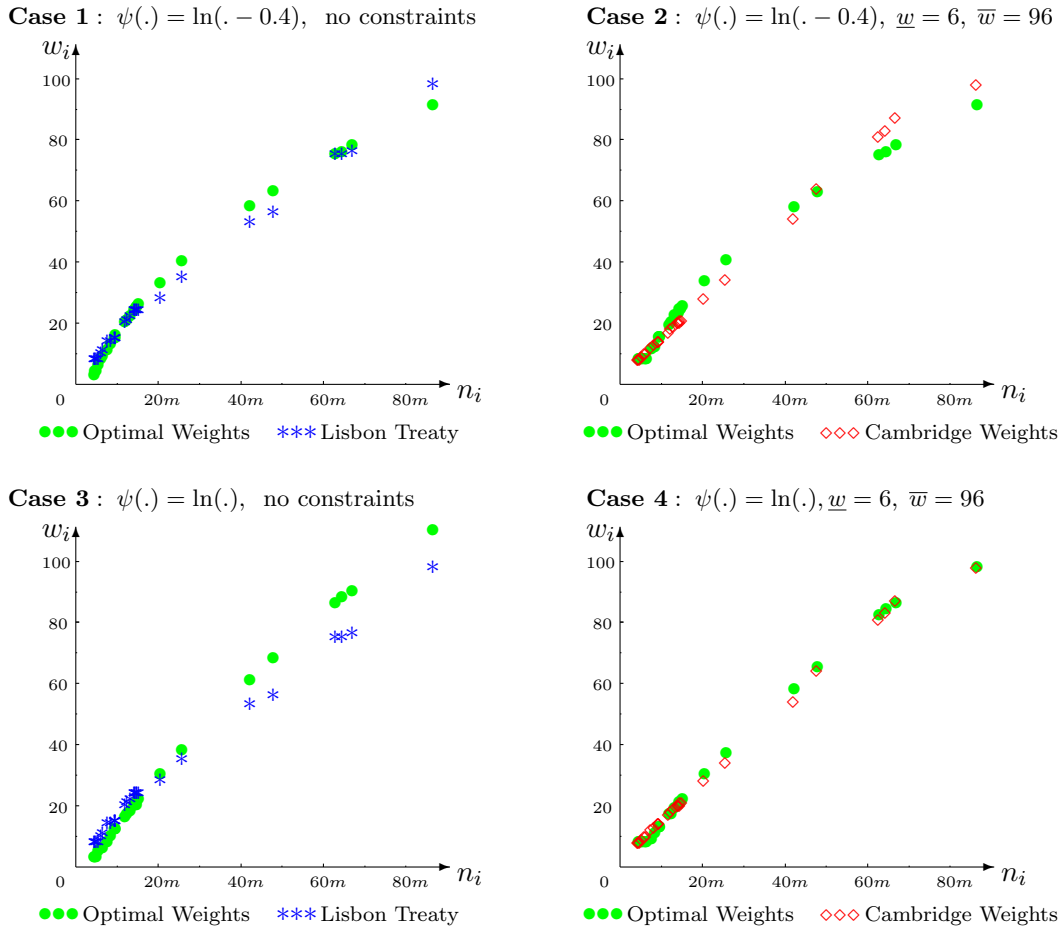 Case 1 : ψ(.) = ln(. − 0.4), no constraints
w_i
100
80
60
40
20
0
20m
40m
60m
80m
n_i
Optimal Weights Lisbon Treaty
Case 2 : ψ(.) = ln(. − 0.4), w̲ = 6, w̅ = 96
w_i
100
80
60
40
20
0
20m
40m
60m
80m
n_i
Optimal Weights Cambridge Weights
Case 3 : ψ(.) = ln(.), no constraints
w_i
100
80
60
40
20
0
20m
40m
60m
80m
n_i
Optimal Weights Lisbon Treaty
Case 4 : ψ(.) = ln(.), w̲ = 6, w̅ = 96
w_i
100
80
60
40
20
0
20m
40m
60m
80m
n_i
Optimal Weights Cambridge Weights